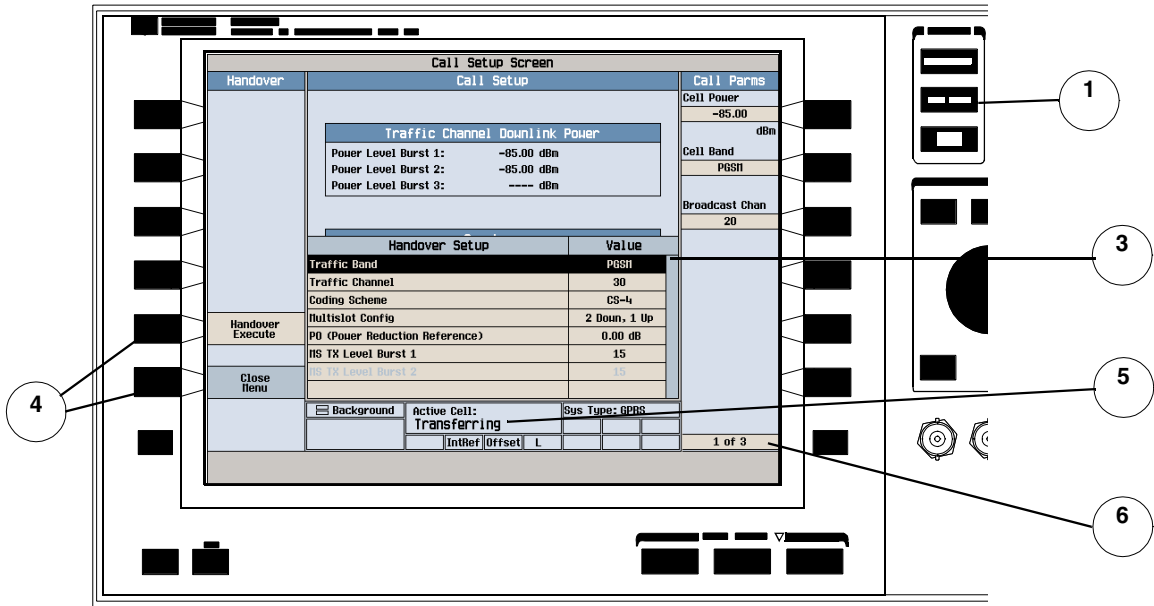 Call Setup Screen
Handover
Call Setup
Call Parms
Cell Power
-85.00
dBm
Cell Band
PGSM
Broadcast Chan
20
Traffic Channel Downlink Power
Power Level Burst 1: -85.00 dBm
Power Level Burst 2: -85.00 dBm
Power Level Burst 3: ---- dBm
Handover Setup Value
Traffic Band PGSM
Traffic Channel 30
Coding Scheme CS-4
Multislot Config 2 Down, 1 Up
P0 (Power Reduction Reference) 0.00 dB
MS TX Level Burst 1 15
MS TX Level Burst 2 15
Handover
Execute
Close
Menu
Background
Active Cell:
Transferring
Sys Type: GPRS
IntRef Offset L
1 of 3
1
3
4
5
6